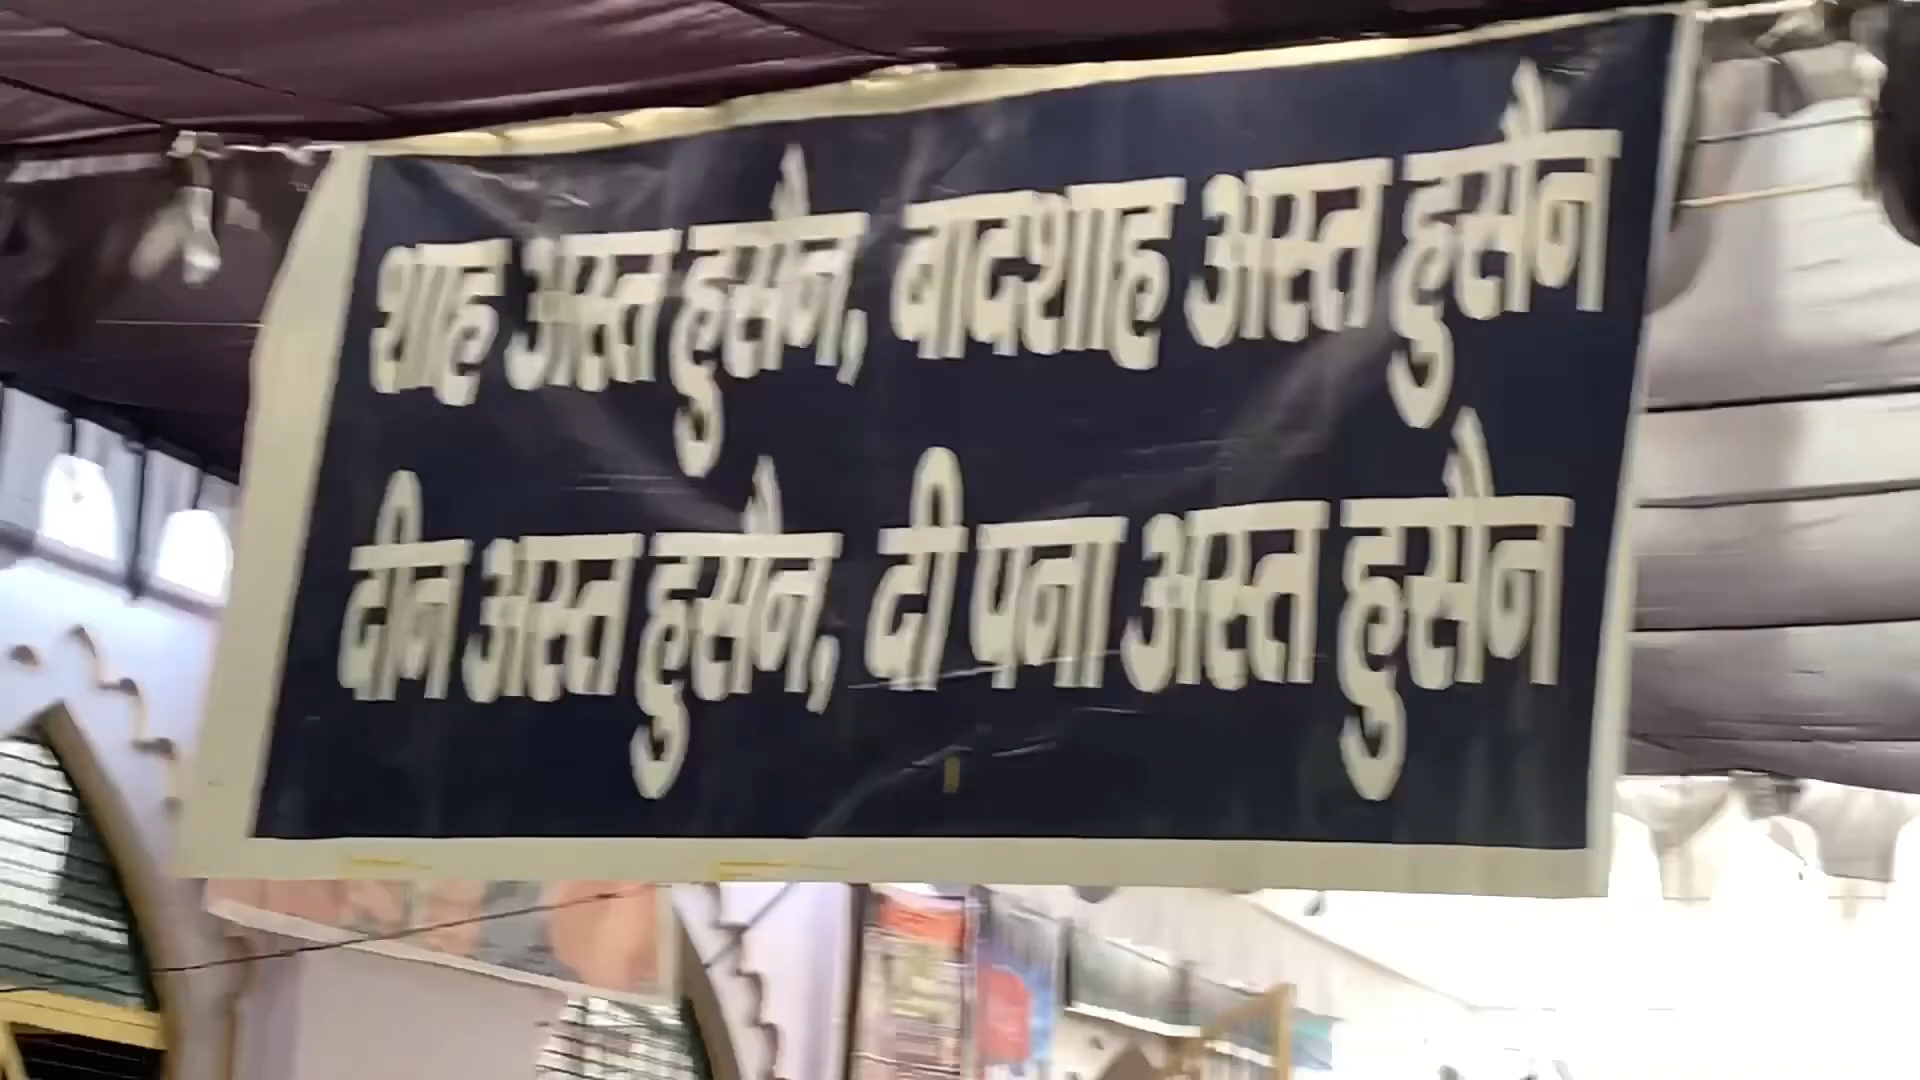 शाह अस्त हुसैन, बादशाह अस्त हुसैन
दीन अस्त हुसैन, दी पना अस्त हुसैन